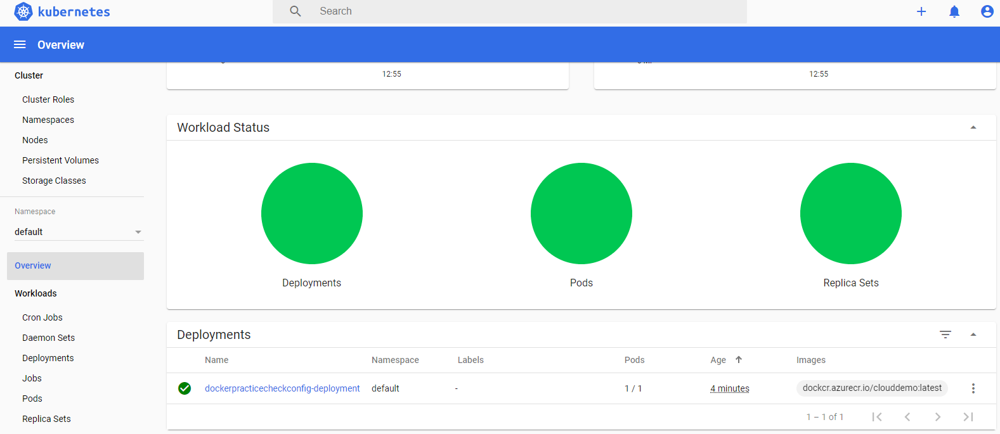 kubernetes
Search
Overview
Cluster
Cluster Roles
Namespaces
Nodes
Persistent Volumes
Storage Classes
Namespace
default
Overview
Workloads
Cron Jobs
Daemon Sets
Deployments
Jobs
Pods
Replica Sets
12:55
12:55
Workload Status
Deployments
Pods
Replica Sets
Deployments
Name Namespace Labels Pods Age Images
dockerpracticecheckconfig-deployment default - 1 / 1 4 minutes dockcr.azurecr.io/clouddemo:latest
1 – 1 of 1